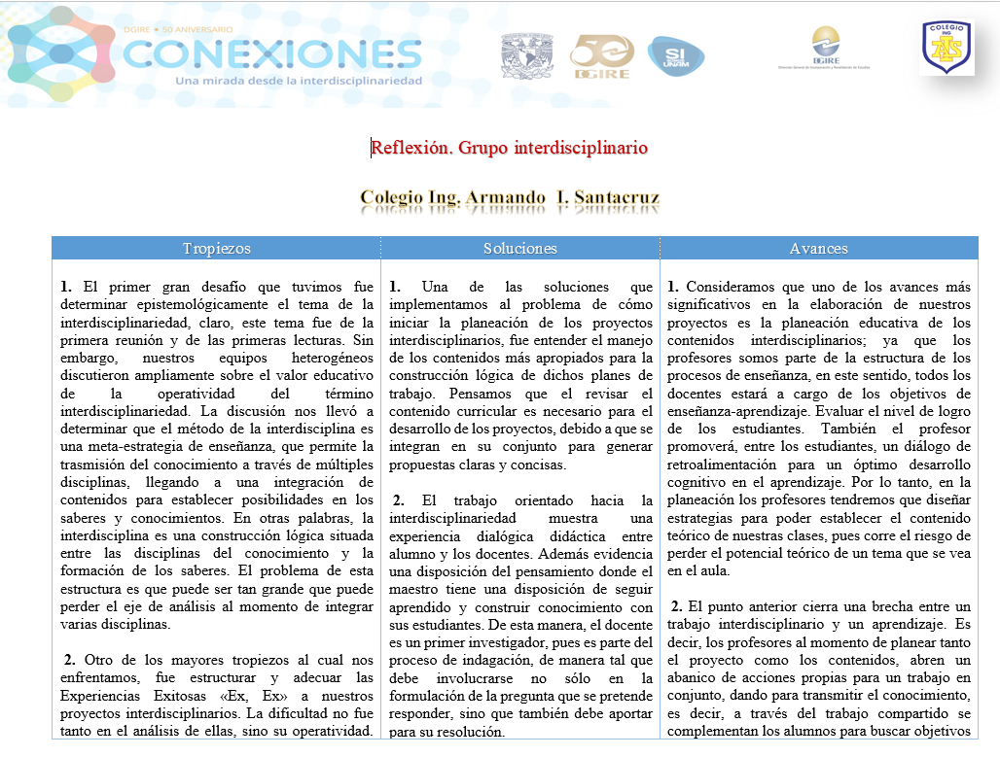 DGIRE ★ 50 ANIVERSARIO
CONEXIONES
Una mirada desde la interdisciplinariedad
50
DGIRE
SI
UNAM
DGIRE
Dirección General de Incorporación y Revalidación de Estudios
COLEGIO
ING
Reflexión. Grupo interdisciplinario
Colegio Ing. Armando I. Santacruz
Tropiezos
1. El primer gran desafío que tuvimos fue
determinar epistemológicamente el tema de la
interdisciplinariedad, claro, este tema fue de la
primera reunión y de las primeras lecturas. Sin
embargo, nuestros equipos heterogéneos
discutieron ampliamente sobre el valor educativo
de la operatividad del término
interdisciplinariedad. La discusión nos llevó a
determinar que el método de la interdisciplina es
una meta-estrategia de enseñanza, que permite la
trasmisión del conocimiento a través de múltiples
disciplinas, llegando a una integración de
contenidos para establecer posibilidades en los
saberes y conocimientos. En otras palabras, la
interdisciplina es una construcción lógica situada
entre las disciplinas del conocimiento y la
formación de los saberes. El problema de esta
estructura es que puede ser tan grande que puede
perder el eje de análisis al momento de integrar
varias disciplinas.
2. Otro de los mayores tropiezos al cual nos
enfrentamos, fue estructurar y adecuar las
Experiencias Exitosas «Ex, Ex» a nuestros
proyectos interdisciplinarios. La dificultad no fue
tanto en el análisis de ellas, sino su operatividad.
Soluciones
1. Una de las soluciones que
implementamos al problema de cómo
iniciar la planeación de los proyectos
interdisciplinarios, fue entender el manejo
de los contenidos más apropiados para la
construcción lógica de dichos planes de
trabajo. Pensamos que el revisar el
contenido curricular es necesario para el
desarrollo de los proyectos, debido a que se
integran en su conjunto para generar
propuestas claras y concisas.
2. El trabajo orientado hacia la
interdisciplinariedad muestra una
experiencia dialógica didáctica entre
alumno y los docentes. Además evidencia
una disposición del pensamiento donde el
maestro tiene una disposición de seguir
aprendido y construir conocimiento con
sus estudiantes. De esta manera, el docente
es un primer investigador, pues es parte del
proceso de indagación, de manera tal que
debe involucrarse no sólo en la
formulación de la pregunta que se pretende
responder, sino que también debe aportar
para su resolución.
Avances
1. Consideramos que uno de los avances más
significativos en la elaboración de nuestros
proyectos es la planeación educativa de los
contenidos interdisciplinarios; ya que los
profesores somos parte de la estructura de los
procesos de enseñanza, en este sentido, todos los
docentes estará a cargo de los objetivos de
enseñanza-aprendizaje. Evaluar el nivel de logro
de los estudiantes. También el profesor
promoverá, entre los estudiantes, un diálogo de
retroalimentación para un óptimo desarrollo
cognitivo en el aprendizaje. Por lo tanto, en la
planeación los profesores tendremos que diseñar
estrategias para poder establecer el contenido
teórico de nuestras clases, pues corre el riesgo de
perder el potencial teórico de un tema que se vea
en el aula.
2. El punto anterior cierra una brecha entre un
trabajo interdisciplinario y un aprendizaje. Es
decir, los profesores al momento de planear tanto
el proyecto como los contenidos, abren un
abanico de acciones propias para un trabajo en
conjunto, dando para transmitir el conocimiento,
es decir, a través del trabajo compartido se
complementan los alumnos para buscar objetivos